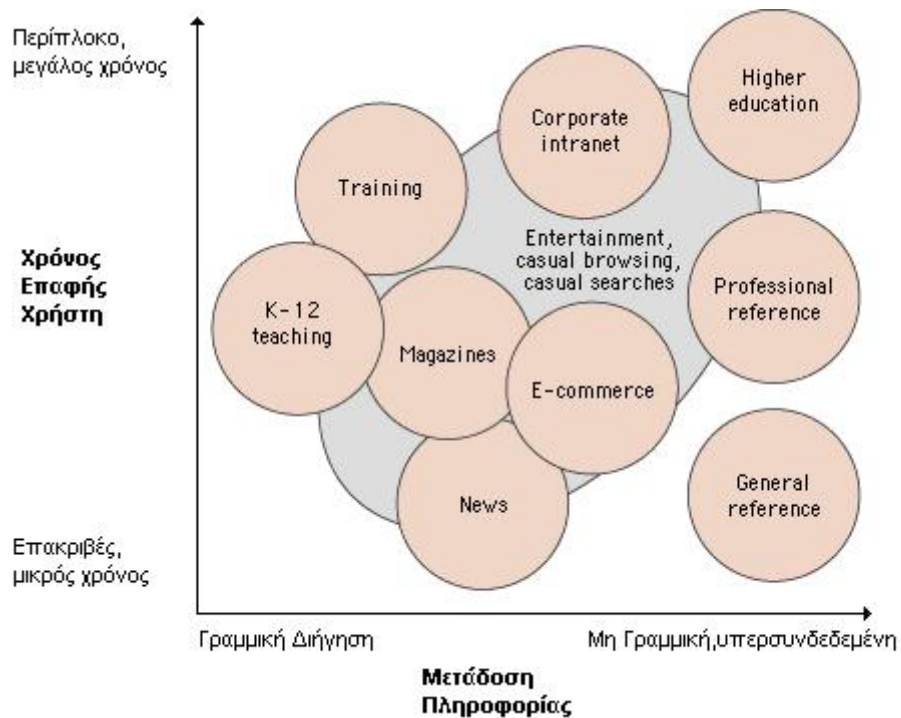 Περίπλοκο,
μεγάλος χρόνος
Higher
education
Corporate
intranet
Training
Entertainment,
casual browsing,
casual searches
Χρόνος
Επαφής
Χρήστη
Professional
reference
K-12
teaching
Magazines
E-commerce
General
reference
News
Επακριβές,
μικρός χρόνος
Γραμμική Διήγηση
Μη Γραμμική,υπερσυνδεδεμένη
Μετάδοση
Πληροφορίας